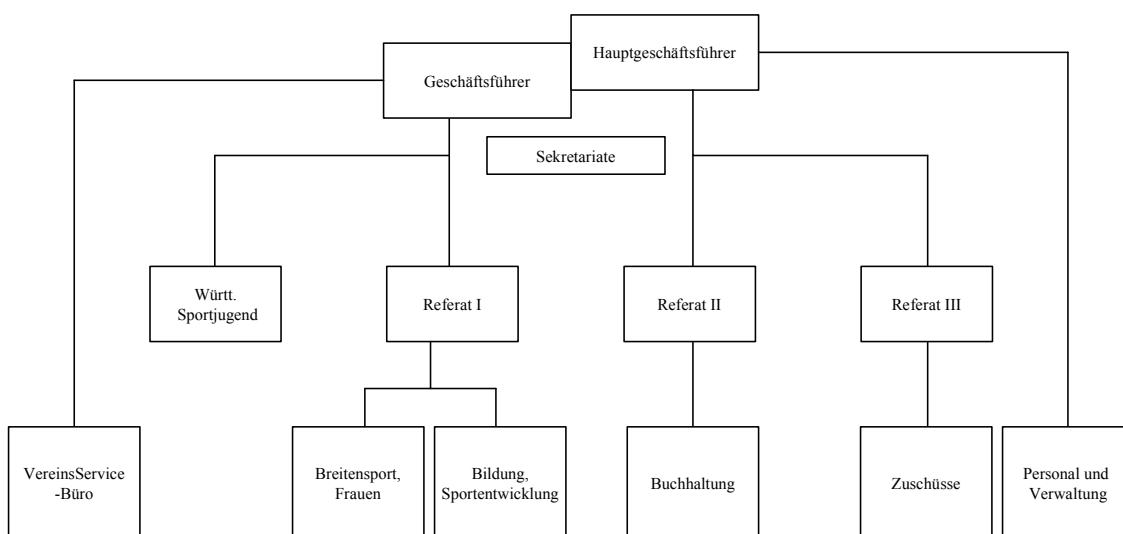 Hauptgeschäftsführer
Geschäftsführer
Sekretariate
Württ.
Sportjugend
Referat I
Referat II
Referat III
VereinsService
-Büro
Breitensport,
Frauen
Bildung,
Sportentwicklung
Buchhaltung
Zuschüsse
Personal und
Verwaltung